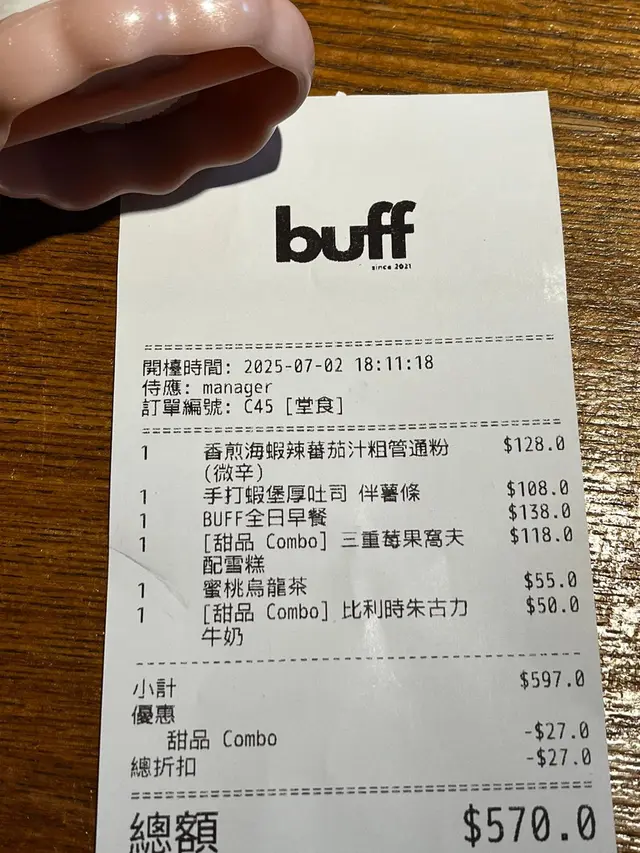 buff
since 2021
開檯時間: 2025-07-02 18:11:18
侍應: manager
訂單編號: C45 [堂食]
1 香煎海蝦辣蕃茄汁粗管通粉 $128.0
(微辛)
1 手打蝦堡厚吐司 伴薯條 $108.0
1 BUFF全日早餐 $138.0
1 [甜品 Combo] 三重莓果窩夫 $118.0
配雪糕
1 蜜桃烏龍茶 $55.0
1 [甜品 Combo] 比利時朱古力 $50.0
牛奶
小計 $597.0
優惠
甜品 Combo -$27.0
總折扣 -$27.0
總額 $570.0